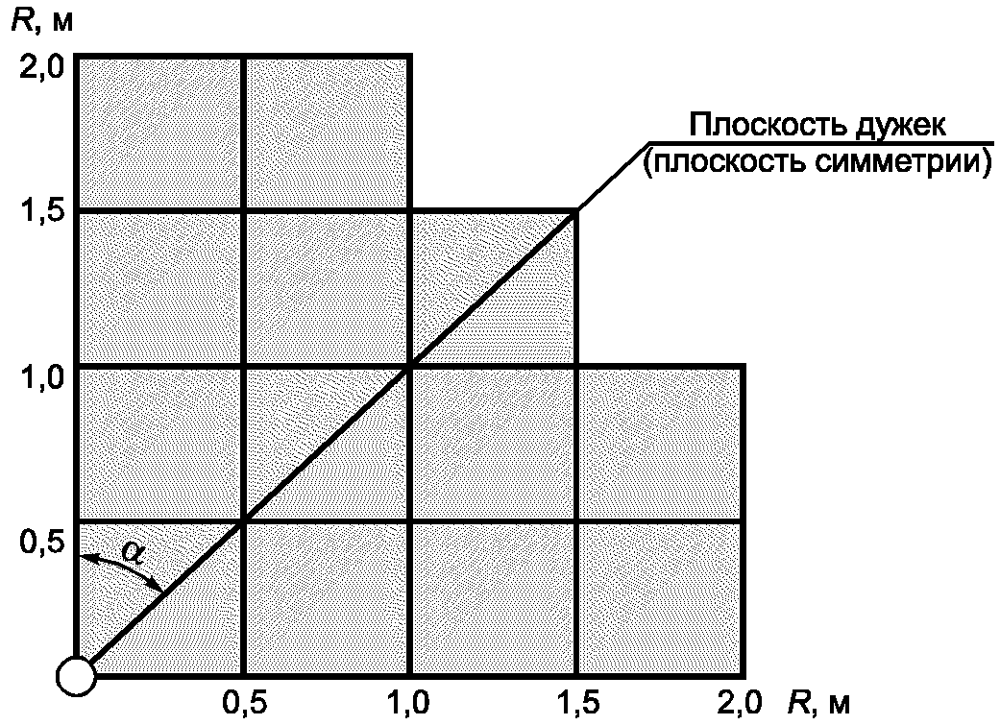 R, м
2,0
Плоскость дужек
(плоскость симметрии)
1,5
1,0
0,5
α
0,5 1,0 1,5 2,0 R, м